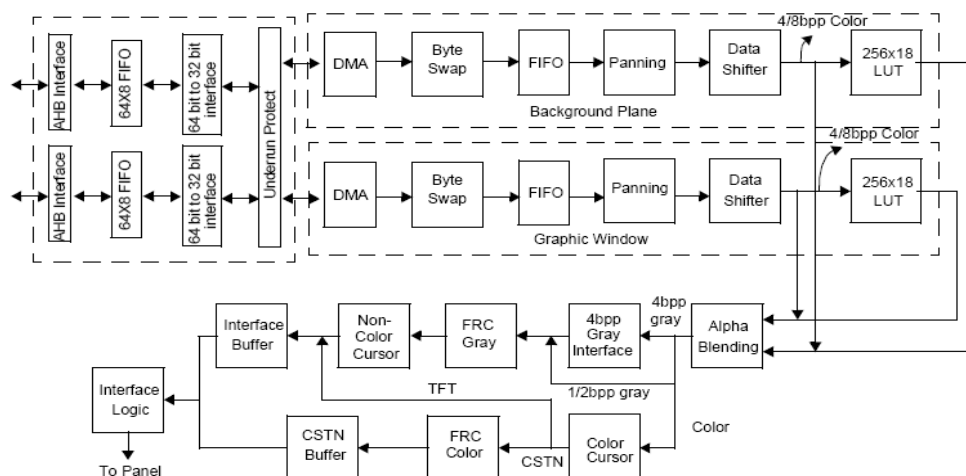 AHB Interface
64X8 FIFO
64 bit to 32 bit
interface
Underrun Protect
DMA
Byte
Swap
FIFO
Panning
Data
Shifter
4/8bpp Color
256x18
LUT
Background Plane
AHB Interface
64X8 FIFO
64 bit to 32 bit
interface
DMA
Byte
Swap
FIFO
Panning
Data
Shifter
4/8bpp Color
256x18
LUT
Graphic Window
Interface
Buffer
Non-
Color
Cursor
FRC
Gray
4bpp
Gray
Interface
4bpp
gray
Alpha
Blending
TFT
1/2bpp gray
Interface
Logic
CSTN
Buffer
FRC
Color
CSTN
Color
Cursor
Color
To Panel